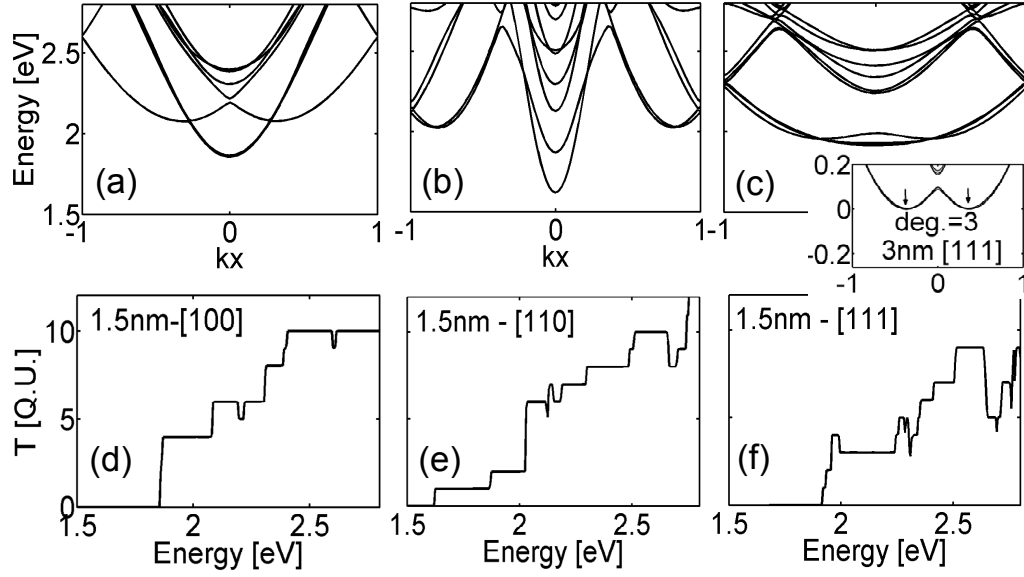 Energy [eV]
2.5
2
1.5
(a)
(b)
(c)
-1
0
1
kx
-1
0
1
kx
-1
0.2
0
-0.2
deg.=3
3nm [111]
-1
0
1
T [Q.U.]
10
5
0
1.5nm-[100]
1.5nm - [110]
1.5nm - [111]
(d)
(e)
(f)
1.5
2
2.5
Energy [eV]
1.5
2
2.5
Energy [eV]
1.5
2
2.5
Energy [eV]